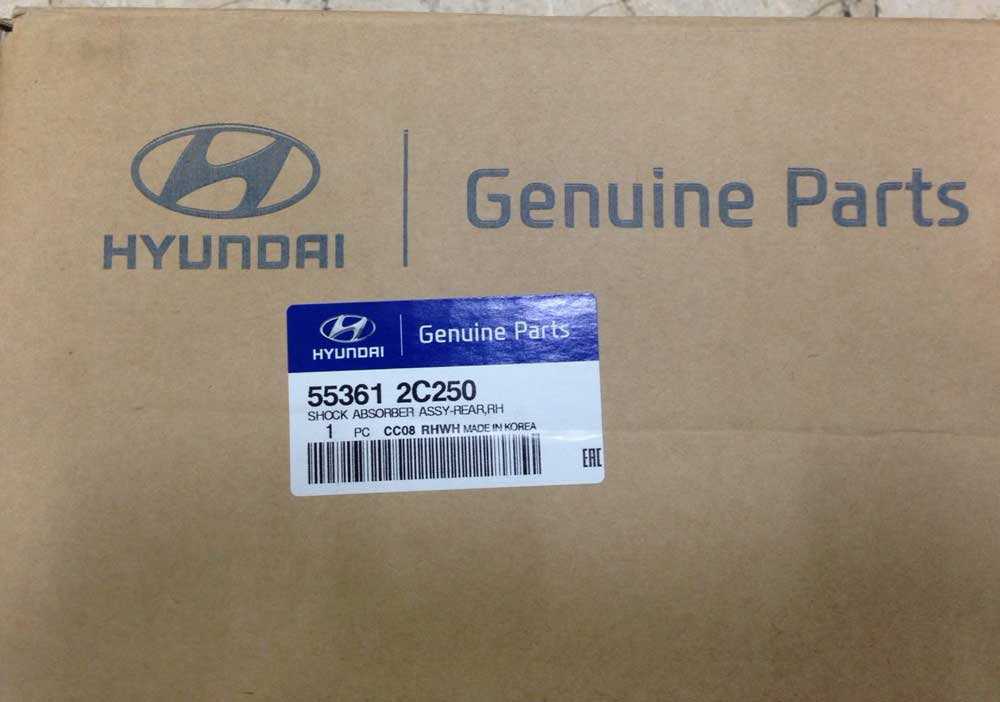 HYUNDAI
Genuine Parts
HYUNDAI
Genuine Parts
55361 2C250
SHOCK ABSORBER ASSY-REAR,RH
1 PC CC08 RHWH MADE IN KOREA
EAC